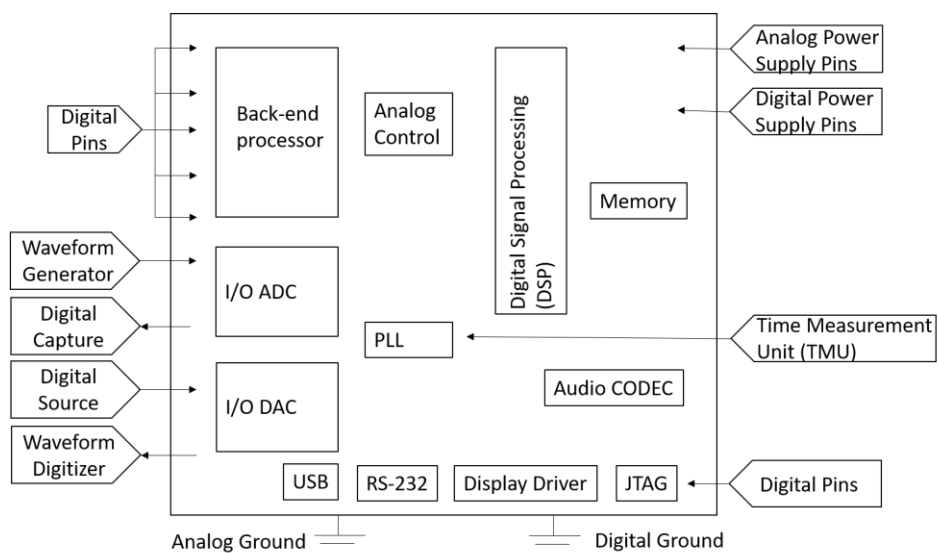 Digital
Pins
Waveform
Generator
Digital
Capture
Digital
Source
Waveform
Digitizer
Back-end
processor
Analog
Control
Digital Signal Processing
(DSP)
Memory
I/O ADC
PLL
I/O DAC
Audio CODEC
USB
RS-232
Display Driver
JTAG
Analog Power
Supply Pins
Digital Power
Supply Pins
Time Measurement
Unit (TMU)
Digital Pins
Analog Ground
Digital Ground